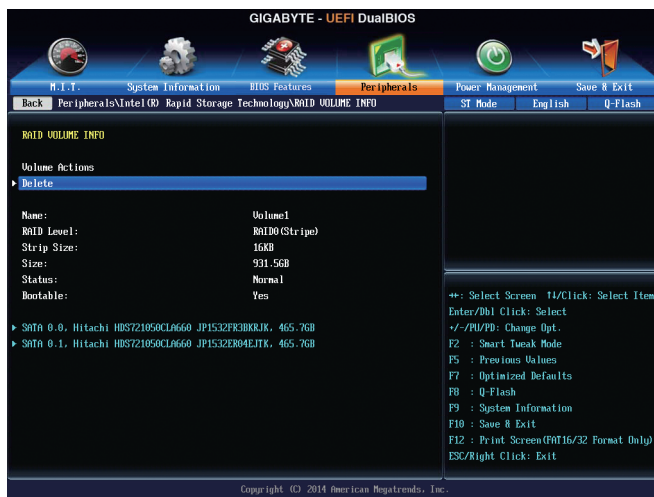 GIGABYTE - UEFI DualBIOS
M.I.T. System Information BIOS Features Peripherals Power Management Save & Exit
Back Peripherals\Intel(R) Rapid Storage Technology\RAID VOLUME INFO ST Mode English Q-Flash
RAID VOLUME INFO
Volume Actions
Delete
Name: Volume1
RAID Level: RAID0(Stripe)
Strip Size: 16KB
Size: 931.5GB
Status: Normal
Bootable: Yes
SATA 0.0, Hitachi HDS721050CLA660 JP1532FR3BKRJK, 465.7GB
SATA 0.1, Hitachi HDS721050CLA660 JP1532ER04EJTK, 465.7GB
→←: Select Screen ↑↓/Click: Select Item
Enter/Dbl Click: Select
+/-/PU/PD: Change Opt.
F2 : Smart Tweak Mode
F5 : Previous Values
F7 : Optimized Defaults
F8 : Q-Flash
F9 : System Information
F10 : Save & Exit
F12 : Print Screen(FAT16/32 Format Only)
ESC/Right Click: Exit
Copyright (C) 2014 American Megatrends, Inc.